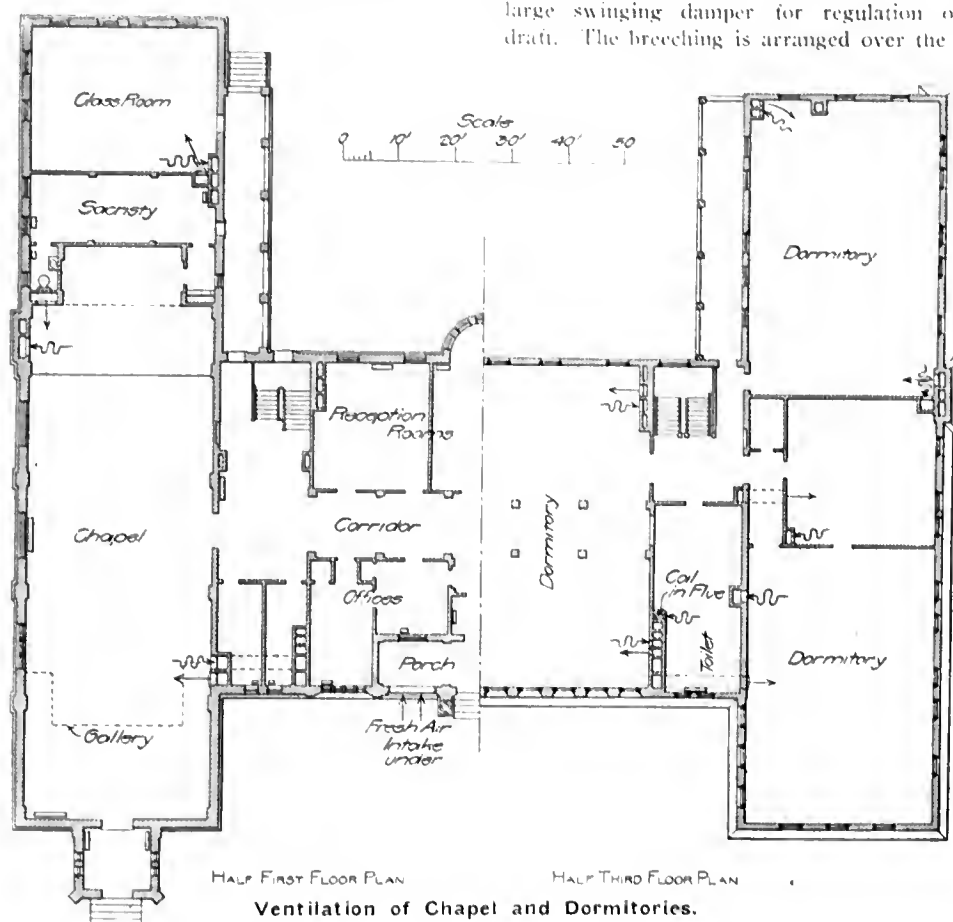 large swinging damper for regulation o
draft. The breeching is arranged over the
Class Room
Scale
0 10' 20' 30' 40' 50
Sacristy
Dormitory
Reception
Rooms
Corridor
Chapel
Dormitory
Offices
Coil
in Flue
Toilet
Porch
Dormitory
Gallery
Fresh Air
Intake
under
HALF FIRST FLOOR PLAN
HALF THIRD FLOOR PLAN
Ventilation of Chapel and Dormitories.